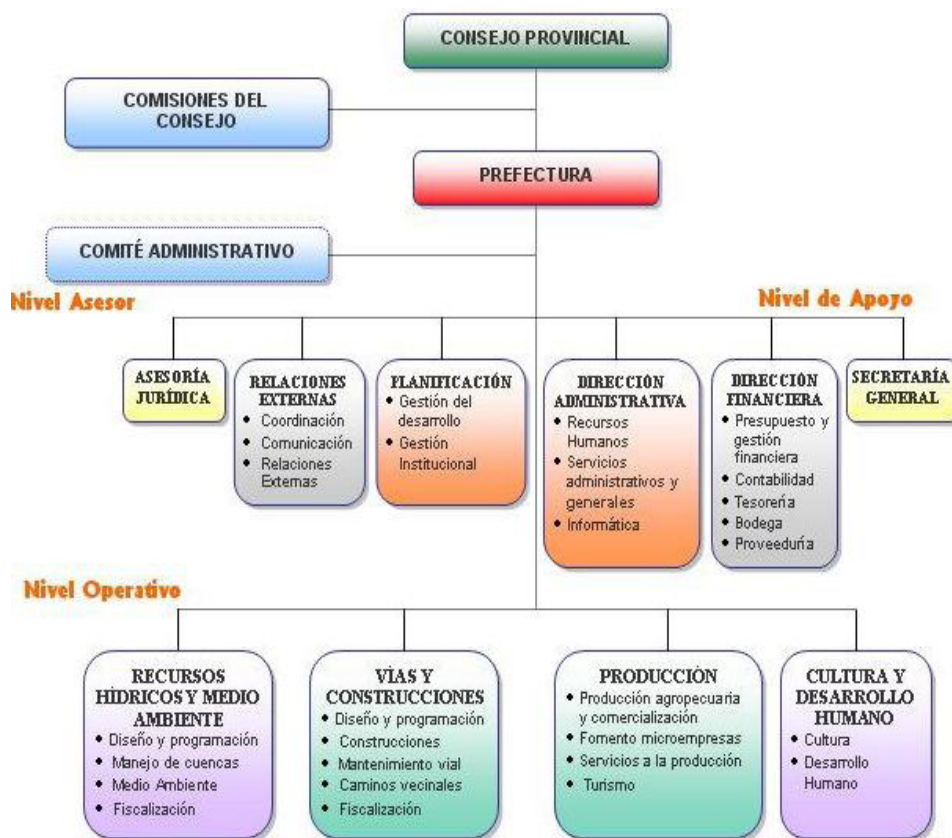 CONSEJO PROVINCIAL
COMISIONES DEL
CONSEJO
PREFECTURA
COMITÉ ADMINISTRATIVO
Nivel Asesor
Nivel de Apoyo
ASESORÍA
JURÍDICA
RELACIONES
EXTERNAS
• Coordinación
• Comunicación
• Relaciones
Externas
PLANIFICACIÓN
• Gestión del
desarrollo
• Gestión
Institucional
DIRECCIÓN
ADMINISTRATIVA
• Recursos
Humanos
• Servicios
administrativos y
generales
• Informática
DIRECCIÓN
FINANCIERA
• Presupuesto y
gestión
financiera
• Contabilidad
• Tesorería
• Bodega
• Proveeduría
SECRETARÍA
GENERAL
Nivel Operativo
RECURSOS
HÍDRICOS Y MEDIO
AMBIENTE
• Diseño y programación
• Manejo de cuencas
• Medio Ambiente
• Fiscalización
VÍAS Y
CONSTRUCCIONES
• Diseño y programación
• Construcciones
• Mantenimiento vial
• Caminos vecinales
• Fiscalización
PRODUCCIÓN
• Producción agropecuaria
y comercialización
• Fomento microempresas
• Servicios a la producción
• Turismo
CULTURA Y
DESARROLLO
HUMANO
• Cultura
• Desarrollo
Humano